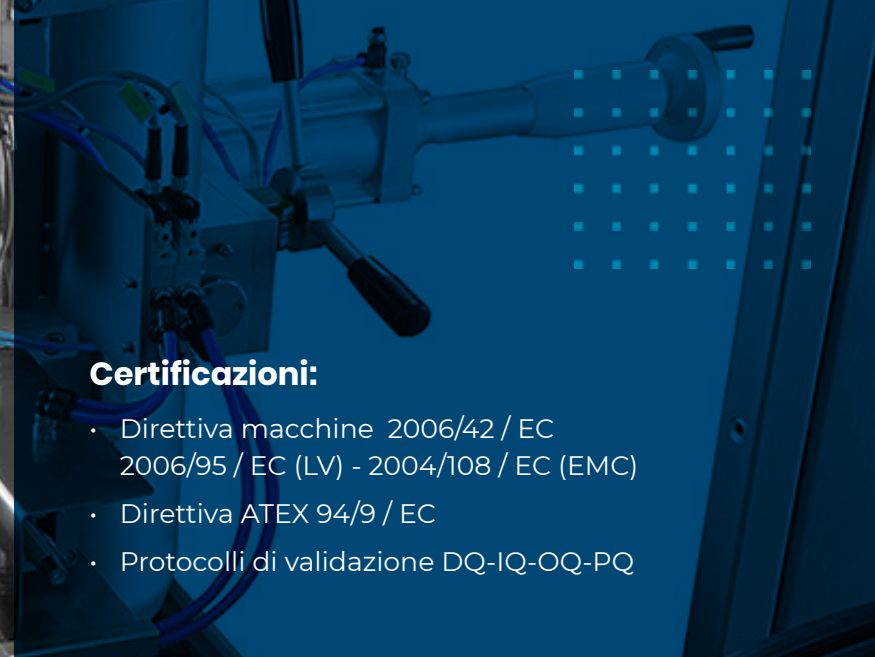 Certificazioni:
• Direttiva macchine  2006/42 / EC
2006/95 / EC (LV) - 2004/108 / EC (EMC)
• Direttiva ATEX 94/9 / EC
• Protocolli di validazione DQ-IQ-OQ-PQ